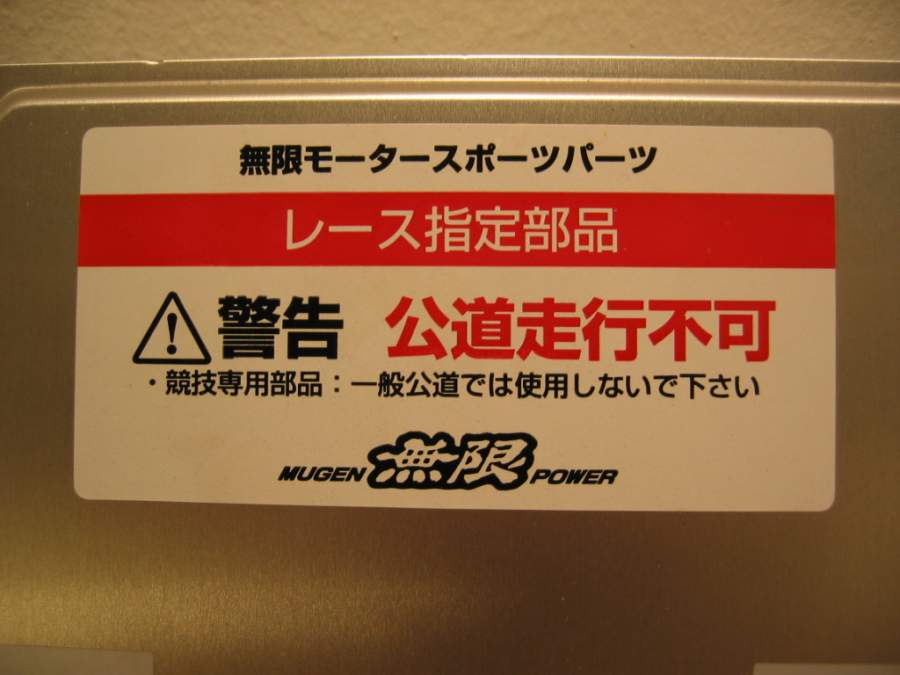 無限モータースポーツパーツ
レース指定部品
警告 公道走行不可
・競技専用部品：一般公道では使用しないで下さい
MUGEN 無限 POWER